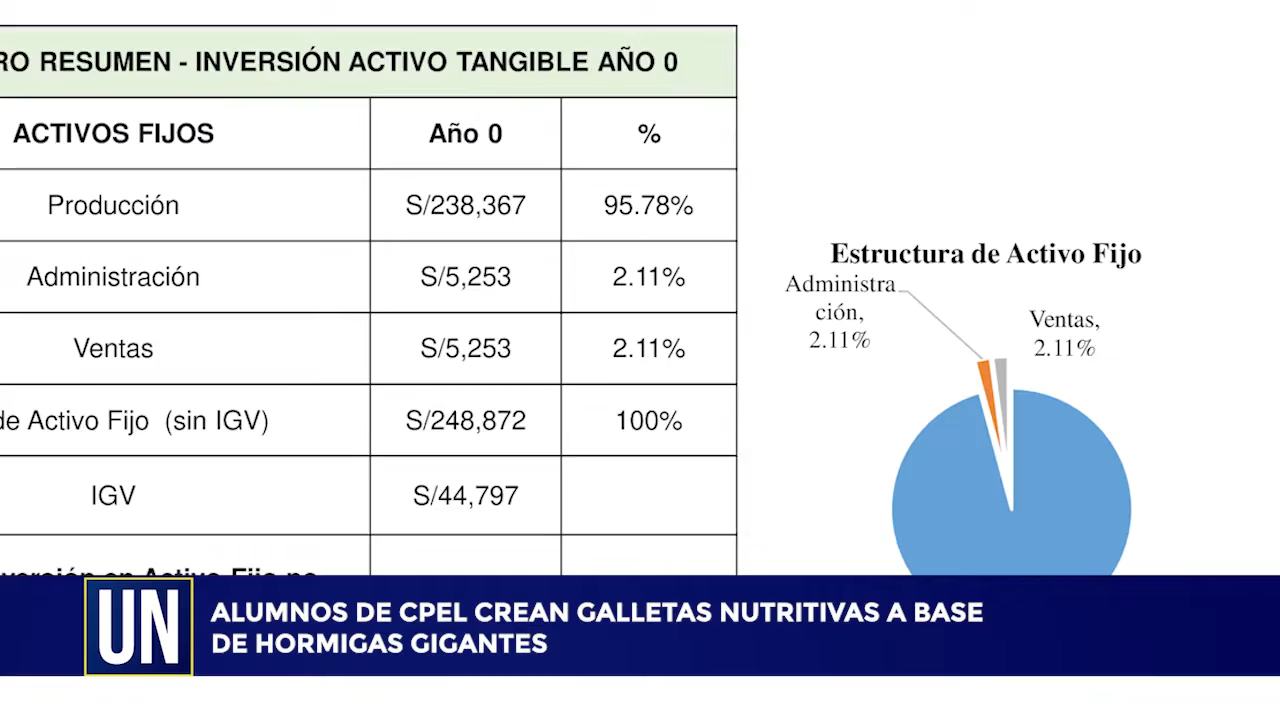 RO RESUMEN - INVERSIÓN ACTIVO TANGIBLE AÑO 0
ACTIVOS FIJOS Año 0 %
Producción S/238,367 95.78%
Administración S/5,253 2.11%
Ventas S/5,253 2.11%
de Activo Fijo (sin IGV) S/248,872 100%
IGV S/44,797
en Activo Fijo
Estructura de Activo Fijo
Administra
ción,
2.11%
Ventas,
2.11%
UN
ALUMNOS DE CPEL CREAN GALLETAS NUTRITIVAS A BASE
DE HORMIGAS GIGANTES